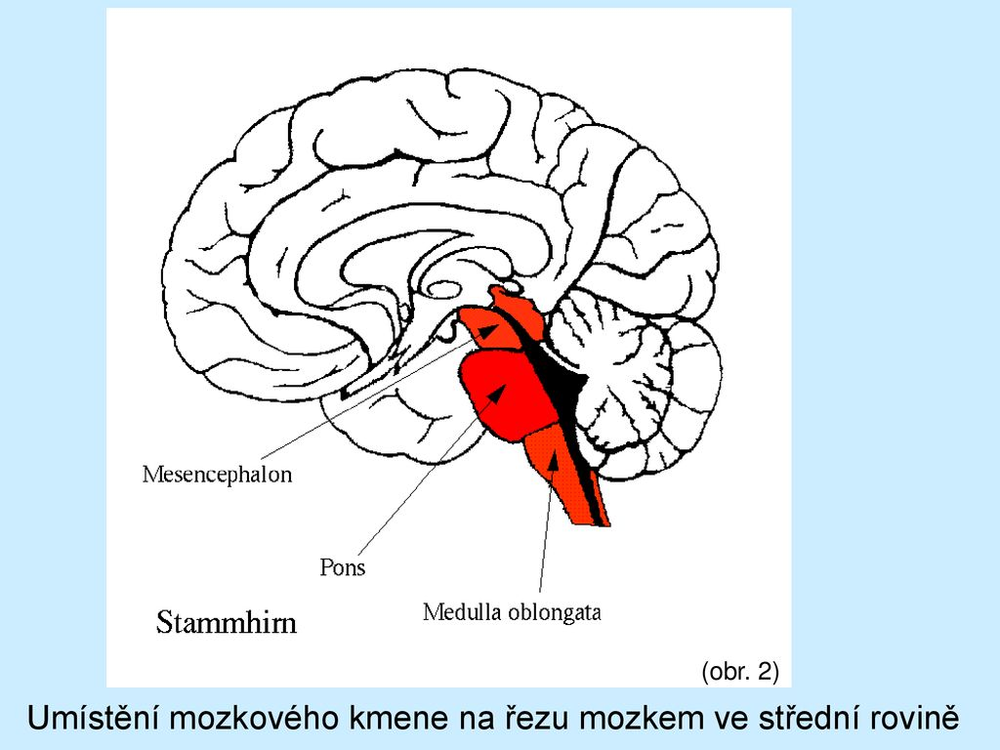 Mesencephalon
Pons
Medulla oblongata
Stammhirn
(obr. 2)
Umístění mozkového kmene na řezu mozkem ve střední rovině